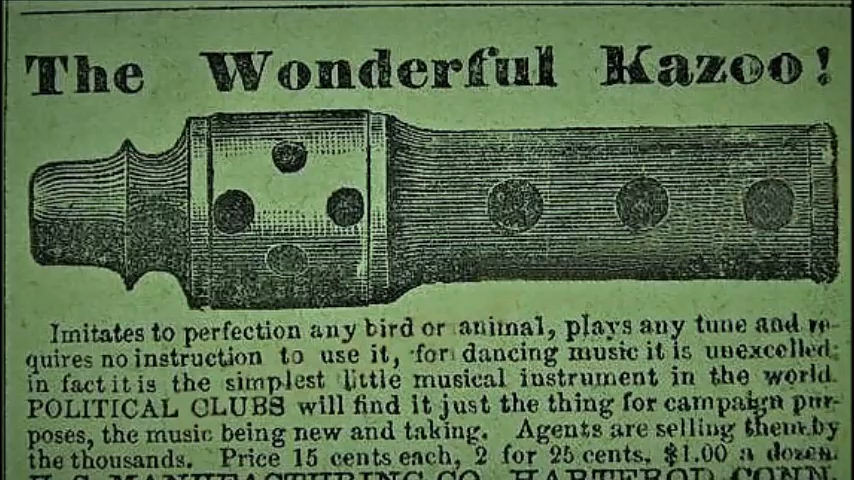 The Wonderful Kazoo!
Imitates to perfection any bird or animal, plays any tune and re-
quires no instruction to use it, for dancing music it is unexcelled;
in fact it is the simplest little musical instrument in the world.
POLITICAL CLUBS will find it just the thing for campaign pur-
poses, the music being new and taking. Agents are selling them by
the thousands. Price 15 cents each, 2 for 25 cents, $1.00 a dozen.
MANUFACTURING CO. CONN.